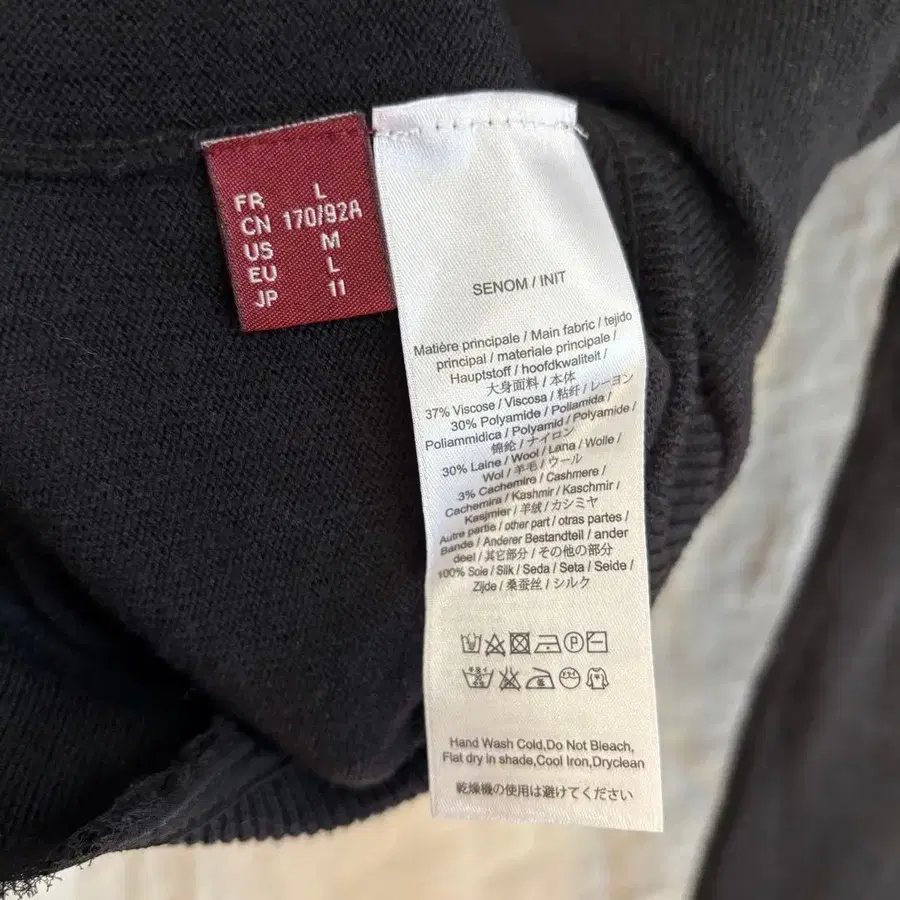 FR L
CN 170/92A
US M
EU L
JP 11
SENOM / INIT
Matière principale / Main fabric / tejido
principal / materiale principale /
Hauptstoff / hoofdkwaliteit /
大身面料 / 本体
37% Viscose / Viscosa / 粘纤 / レーヨン
30% Polyamide / Poliamida /
Poliammidica / Polyamid / Polyamide /
锦纶 / ナイロン
30% Laine / Wool / Lana / Wolle /
Wol / 羊毛 / ウール
3% Cachemire / Cashmere /
Cachemira / Kashmir / Kaschmir /
Kasjmier / 羊绒 / カシミヤ
Autre partie / other part / otras partes /
Bande / Anderer Bestandteil / ander
deel / 其它部分 / その他の部分
100% Soie / Silk / Seda / Seta / Seide /
Zijde / 桑蚕丝 / シルク
Hand Wash Cold,Do Not Bleach,
Flat dry in shade,Cool Iron,Dryclean
乾燥機の使用は避けてください